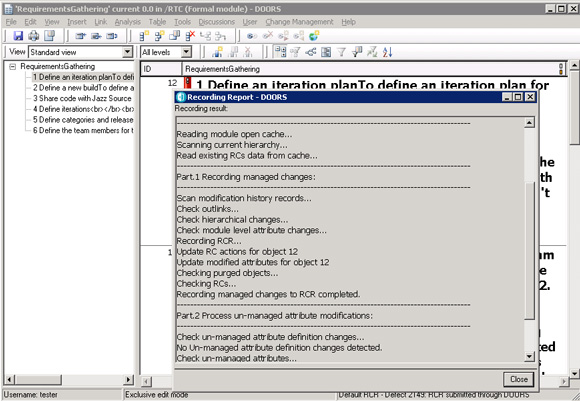 'RequirementsGathering' current 0.0 in /RTC (Formal module) - DOORS
File Edit View Insert Link Analysis Table Tools Discussions User Change Management Help
View Standard view All levels
RequirementsGathering
1 Define an iteration planTo def
2 Define a new buildTo define a
3 Share code with Jazz Source
4 Define iterations<br></br><br
5 Define categories and release
6 Define the team members for t
ID RequirementsGathering
12 1 Define an iteration planTo define an iteration plan for
Recording Report - DOORS
Recording result:
Reading module open cache...
Scanning current hierarchy...
Read existing RCs data from cache...
Part.1 Recording managed changes:
Scan modification history records...
Check outlinks...
Check hierarchical changes...
Check module level attribute changes...
Recording RCR...
Update RC actions for object 12
Update modified attributes for object 12
Checking purged objects...
Checking RCs...
Recording managed changes to RCR completed.
Part.2 Process un-managed attribute modifications:
Check un-managed attribute definition changes...
No Un-managed attribute definition changes detected.
Check un-managed attributes...
Close
he
th
't
1
am
e
2.
ted
s
Username: tester Exclusive edit mode Default RCR - Defect 2149: RCR submitted through DOORS